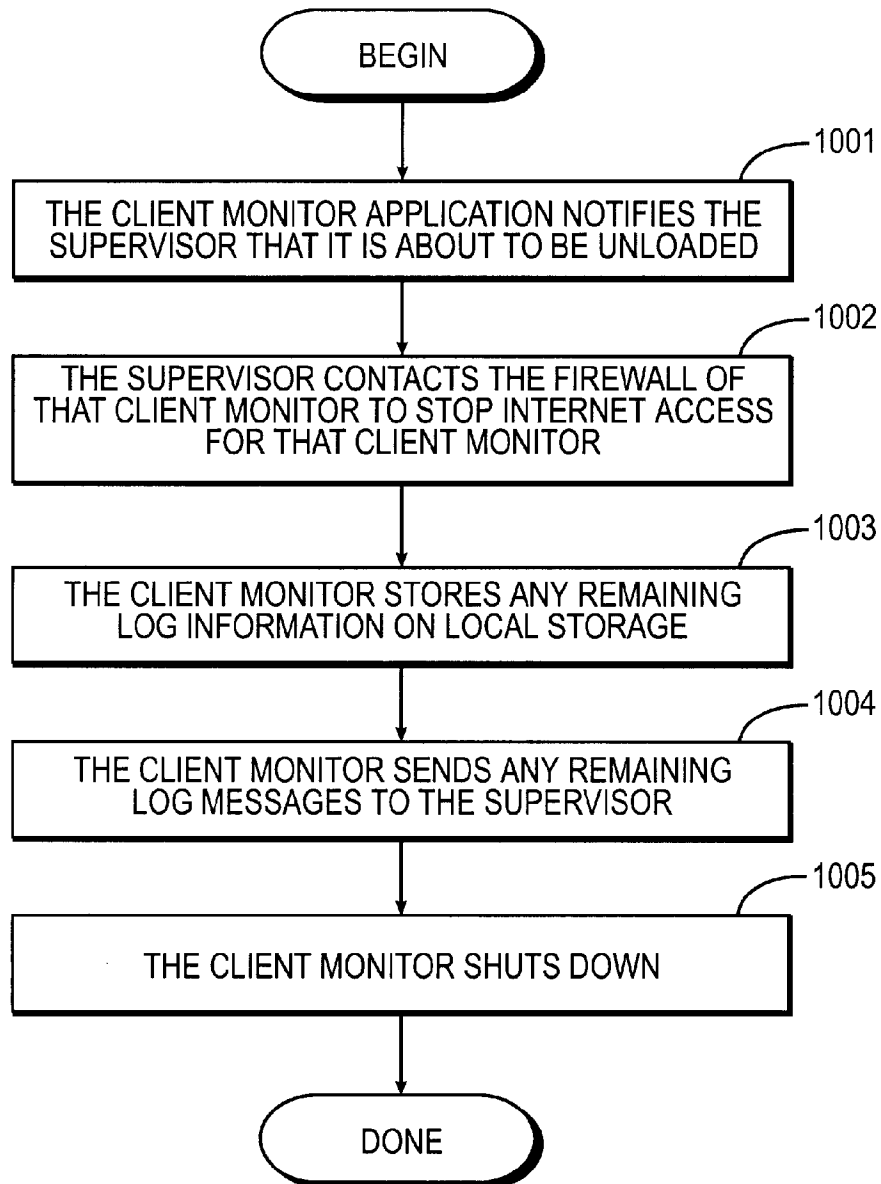 BEGIN
1001
THE CLIENT MONITOR APPLICATION NOTIFIES THE
SUPERVISOR THAT IT IS ABOUT TO BE UNLOADED
1002
THE SUPERVISOR CONTACTS THE FIREWALL OF
THAT CLIENT MONITOR TO STOP INTERNET ACCESS
FOR THAT CLIENT MONITOR
1003
THE CLIENT MONITOR STORES ANY REMAINING
LOG INFORMATION ON LOCAL STORAGE
1004
THE CLIENT MONITOR SENDS ANY REMAINING
LOG MESSAGES TO THE SUPERVISOR
1005
THE CLIENT MONITOR SHUTS DOWN
DONE